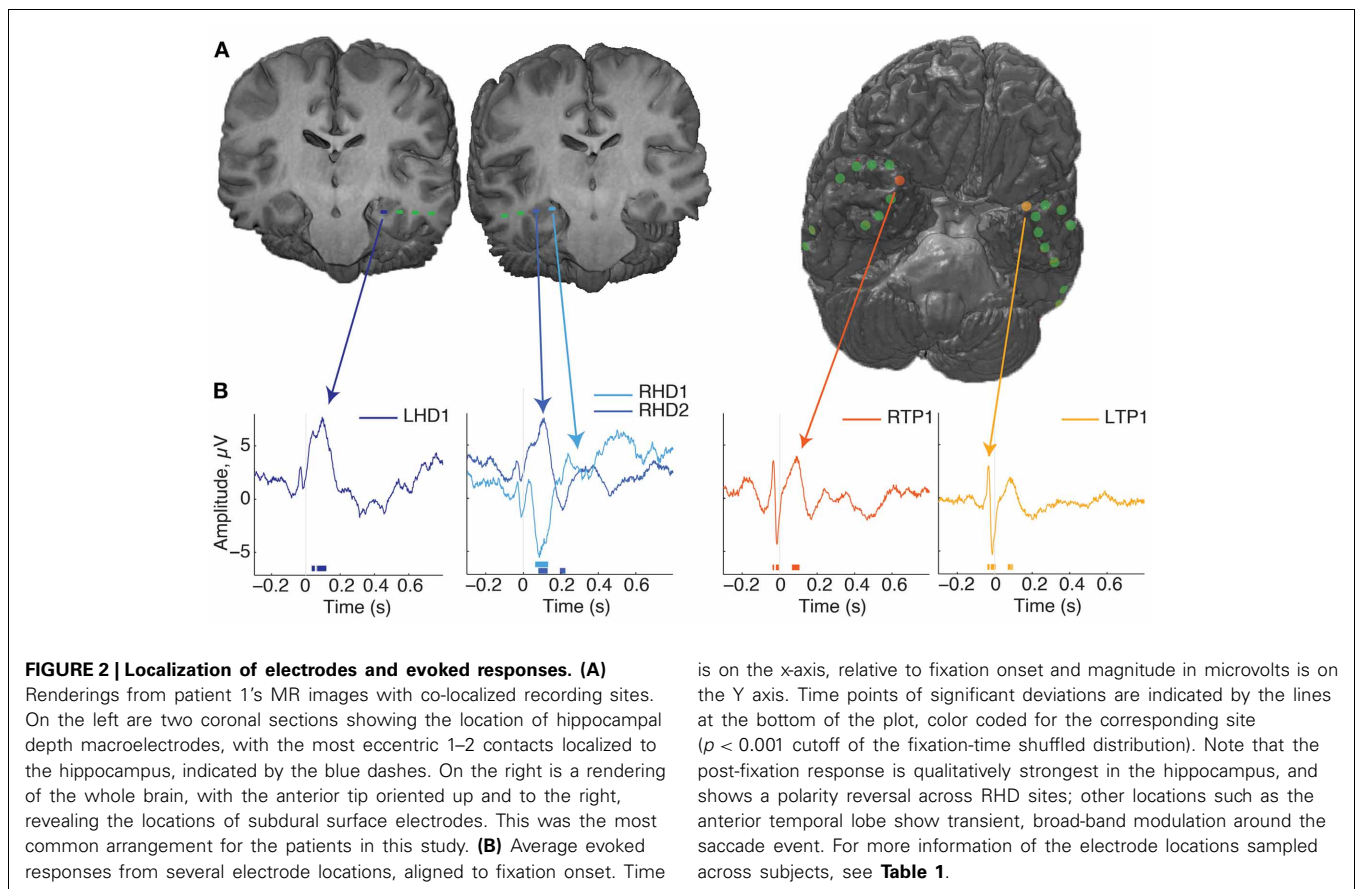 A
B
LHD1
RHD1
RHD2
RTP1
LTP1
Amplitude, µV
5
0
−5
−0.2 0 0.2 0.4 0.6
Time (s)
−0.2 0 0.2 0.4 0.6
Time (s)
−0.2 0 0.2 0.4 0.6
Time (s)
−0.2 0 0.2 0.4 0.6
Time (s)
FIGURE 2 | Localization of electrodes and evoked responses. (A)
Renderings from patient 1's MR images with co-localized recording sites.
On the left are two coronal sections showing the location of hippocampal
depth macroelectrodes, with the most eccentric 1–2 contacts localized to
the hippocampus, indicated by the blue dashes. On the right is a rendering
of the whole brain, with the anterior tip oriented up and to the right,
revealing the locations of subdural surface electrodes. This was the most
common arrangement for the patients in this study. (B) Average evoked
responses from several electrode locations, aligned to fixation onset. Time
is on the x-axis, relative to fixation onset and magnitude in microvolts is on
the Y axis. Time points of significant deviations are indicated by the lines
at the bottom of the plot, color coded for the corresponding site
(p < 0.001 cutoff of the fixation-time shuffled distribution). Note that the
post-fixation response is qualitatively strongest in the hippocampus, and
shows a polarity reversal across RHD sites; other locations such as the
anterior temporal lobe show transient, broad-band modulation around the
saccade event. For more information of the electrode locations sampled
across subjects, see Table 1.